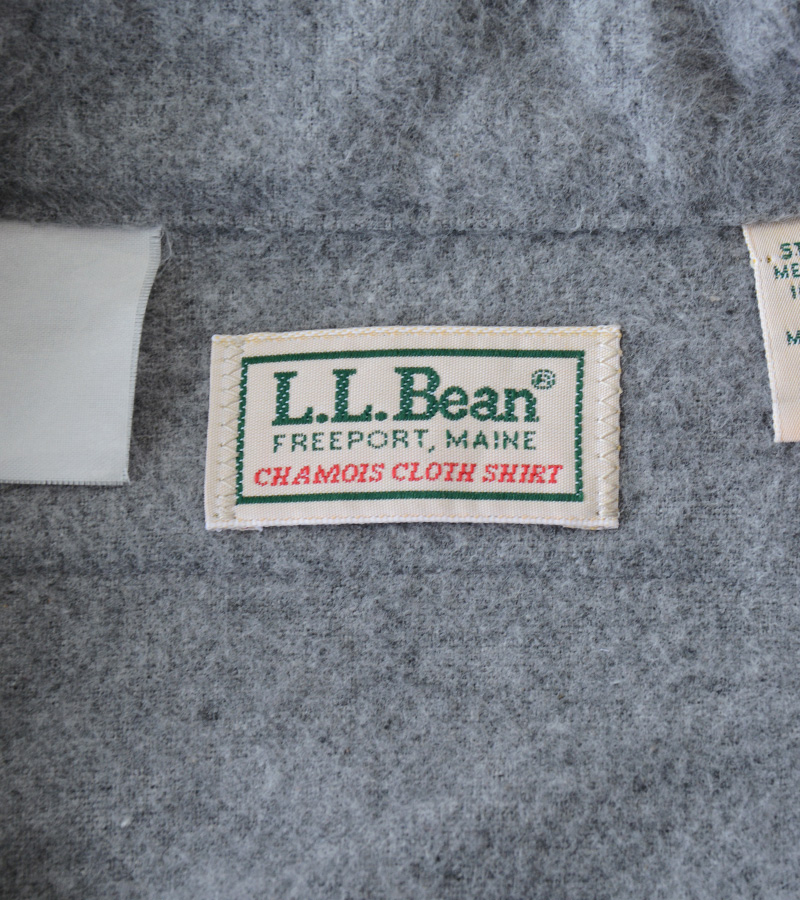 L.L.Bean®
FREEPORT, MAINE
CHAMOIS CLOTH SHIRT